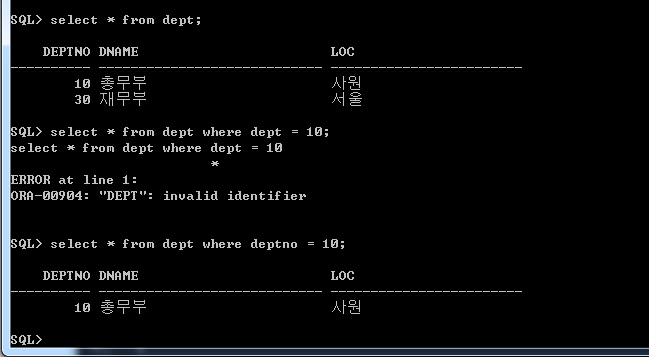 SQL> select * from dept;
DEPTNO DNAME LOC
---------- ---------------------------- ------------------------
10 총무부 사원
30 재무부 서울
SQL> select * from dept where dept = 10;
select * from dept where dept = 10
*
ERROR at line 1:
ORA-00904: "DEPT": invalid identifier
SQL> select * from dept where deptno = 10;
DEPTNO DNAME LOC
---------- ---------------------------- ------------------------
10 총무부 사원
SQL>